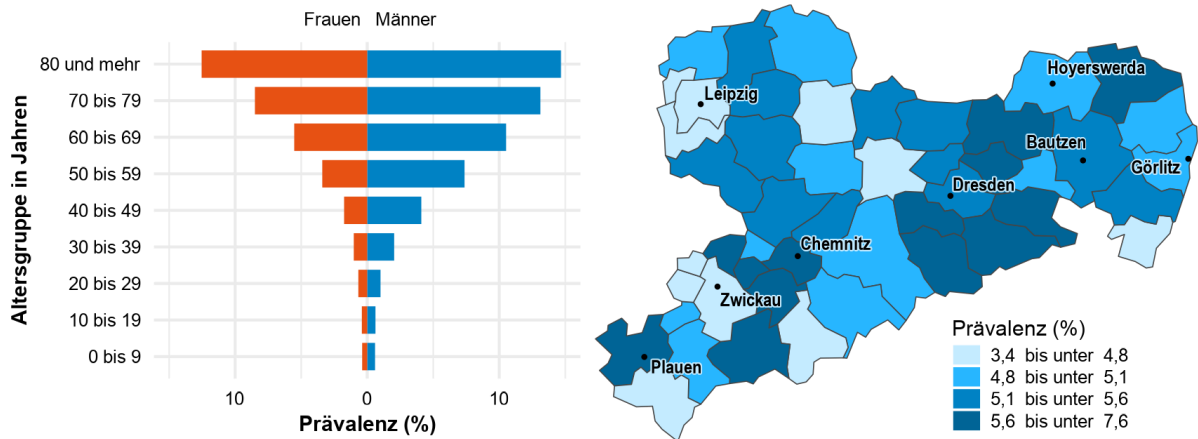 Frauen Männer
Altersgruppe in Jahren
80 und mehr
70 bis 79
60 bis 69
50 bis 59
40 bis 49
30 bis 39
20 bis 29
10 bis 19
0 bis 9
10 0 10
Prävalenz (%)
Leipzig
Hoyerswerda
Bautzen
Görlitz
Dresden
Chemnitz
Zwickau
Plauen
Prävalenz (%)
3,4 bis unter 4,8
4,8 bis unter 5,1
5,1 bis unter 5,6
5,6 bis unter 7,6